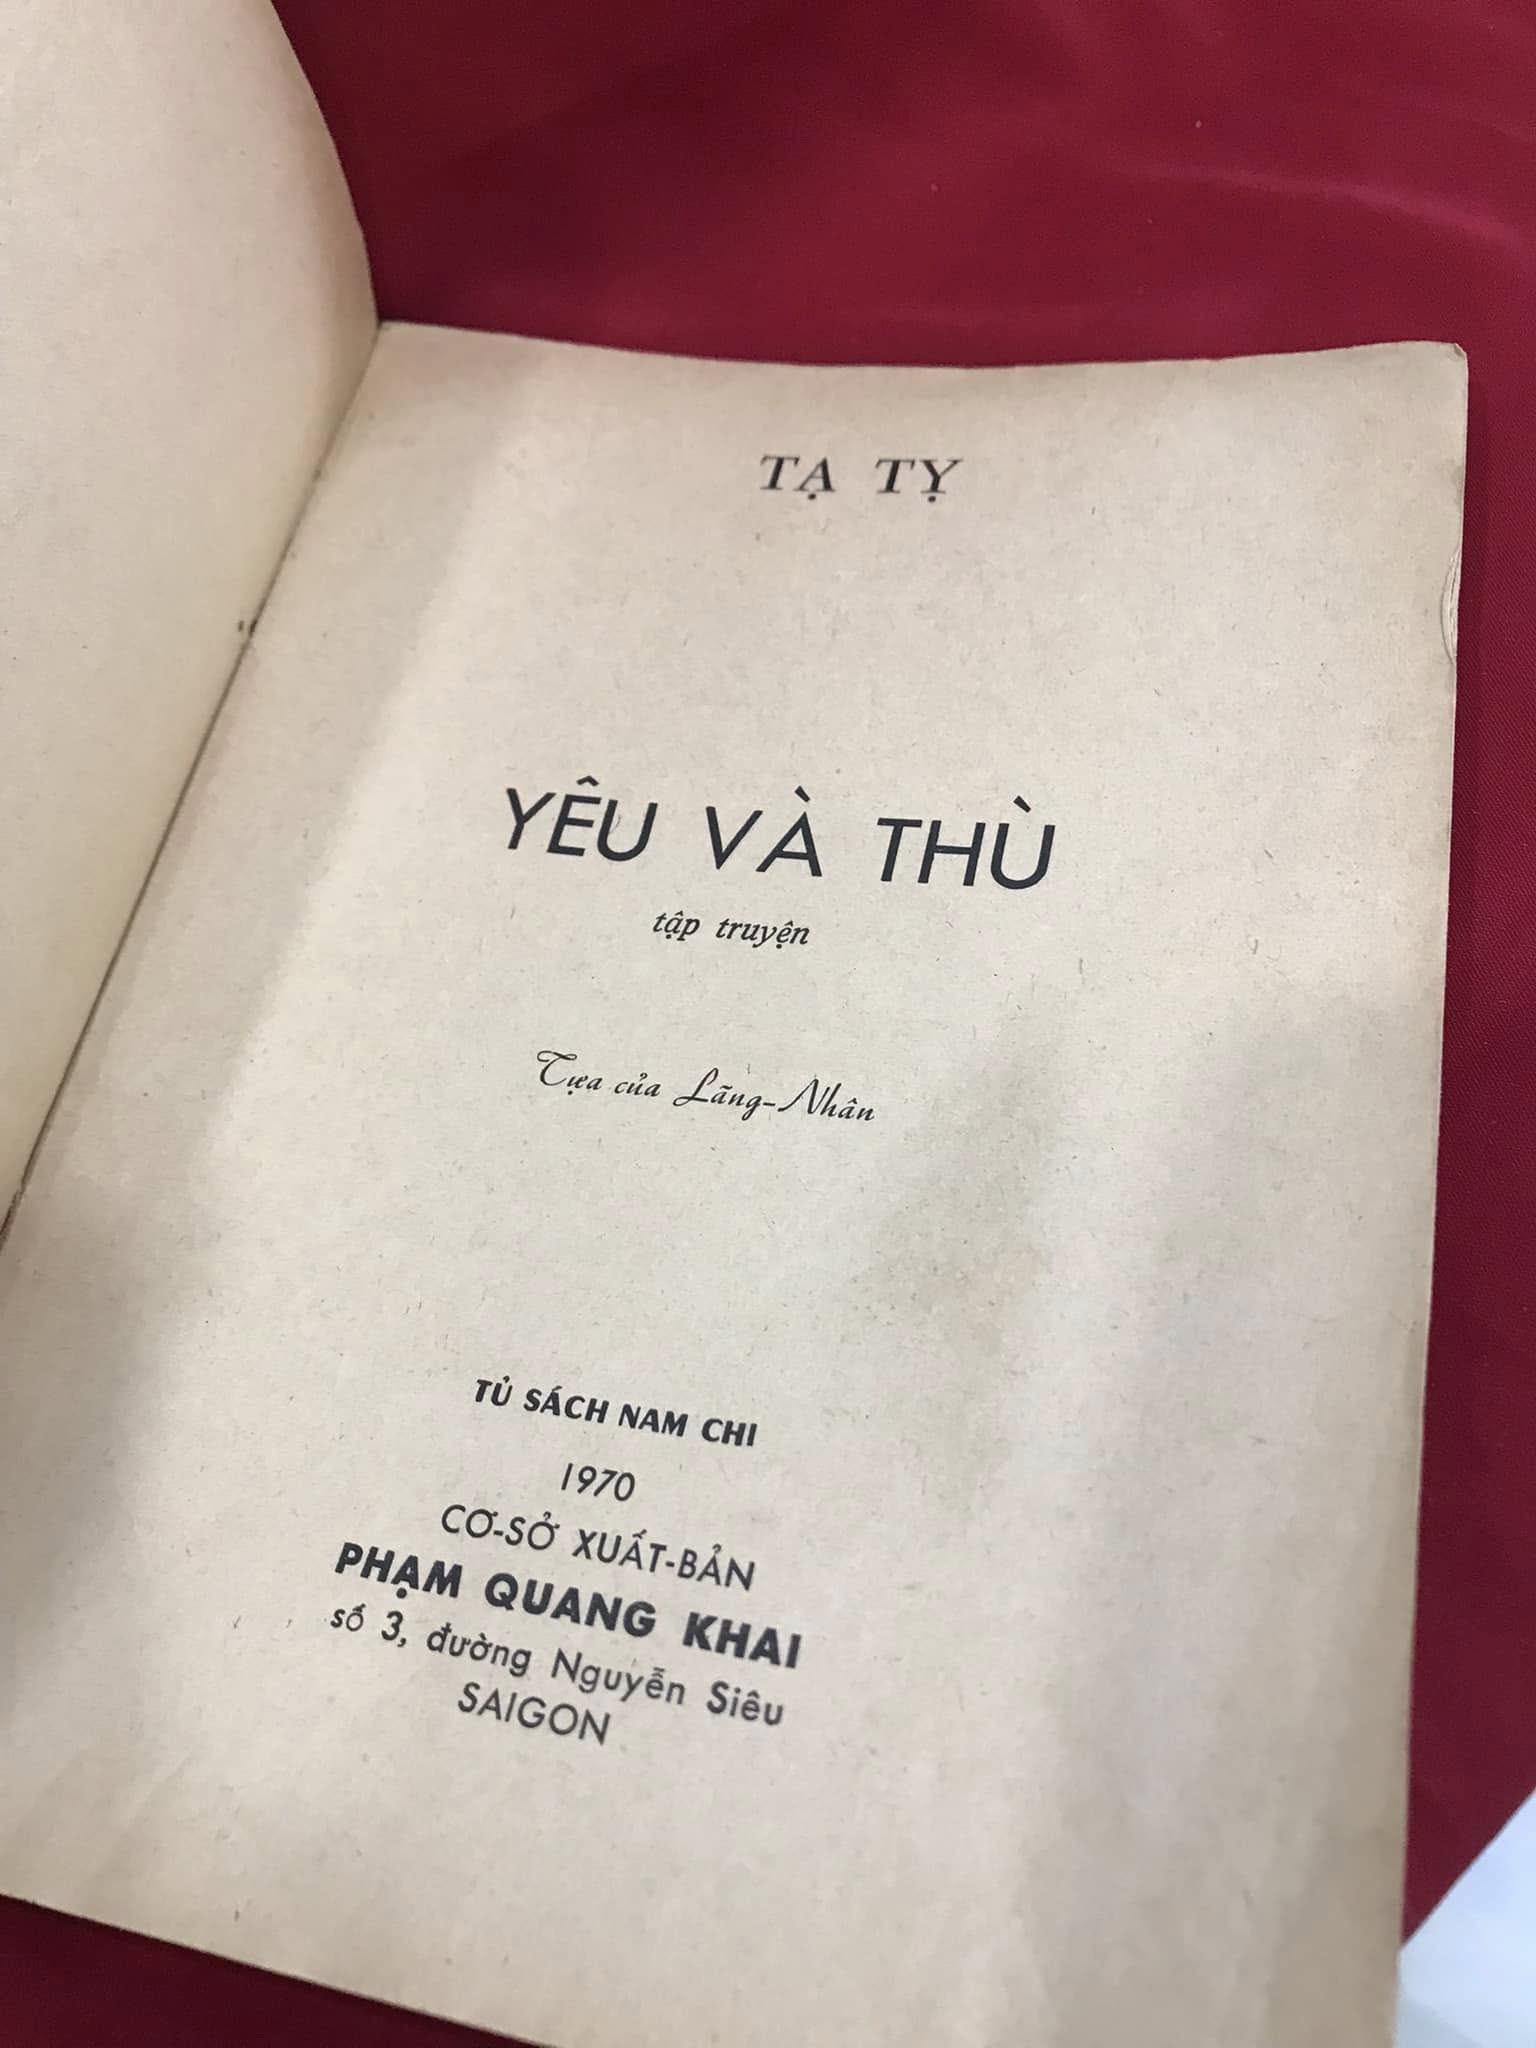 TẠ TỴ
YÊU VÀ THÙ
tập truyện
Tựa của Lãng-Nhân
TỦ SÁCH NAM CHI
1970
CƠ-SỞ XUẤT-BẢN
PHẠM QUANG KHAI
số 3, đường Nguyễn Siêu
SAIGON